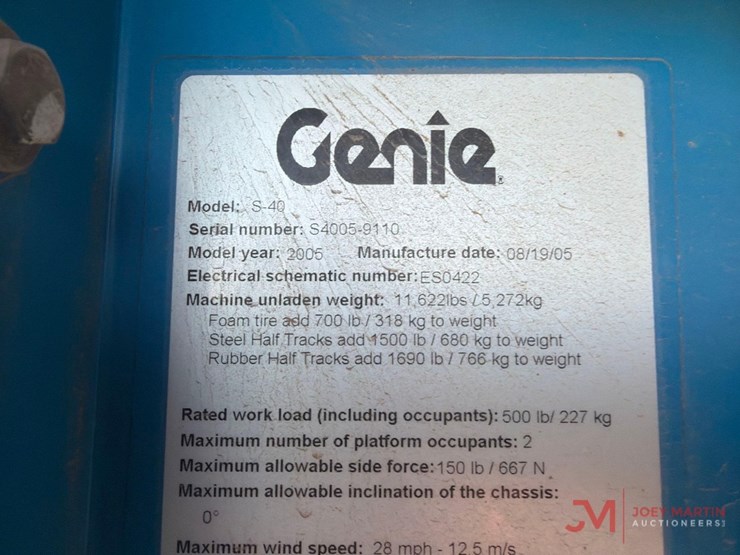 Genie
Model: S-40
Serial number: S4005-9110
Model year: 2005 Manufacture date: 08/19/05
Electrical schematic number: ES0422
Machine unladen weight: 11,622lbs / 5,272kg
Foam tire add 700 lb / 318 kg to weight
Steel Half Tracks add 1500 lb / 680 kg to weight
Rubber Half Tracks add 1690 lb / 766 kg to weight
Rated work load (including occupants): 500 lb/ 227 kg
Maximum number of platform occupants: 2
Maximum allowable side force: 150 lb / 667 N
Maximum allowable inclination of the chassis:
0°
Maximum wind speed: 28 mph - 12.5 m/s
JM JOEY MARTIN
AUCTIONEERS